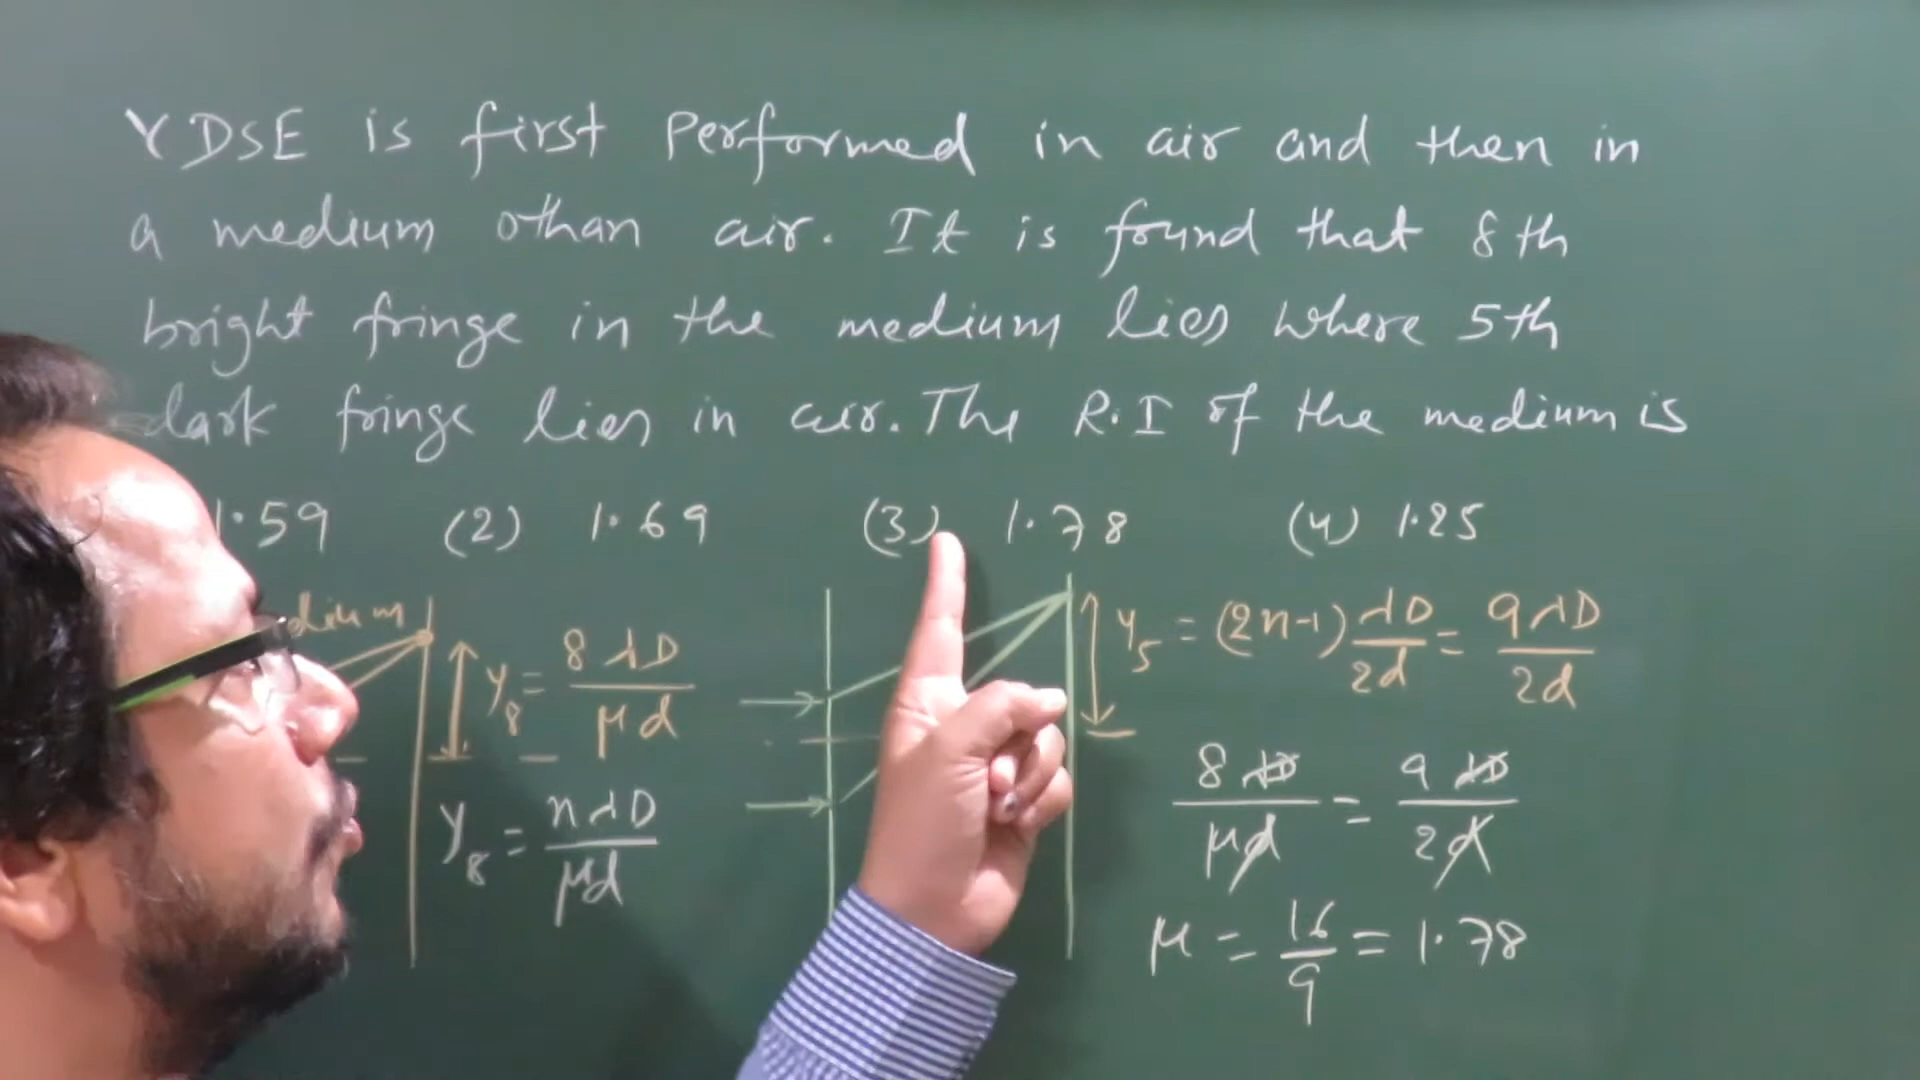 YDSE is first Performed in air and then in
a medium othan air. It is found that 8th
bright fringe in the medium lies where 5th
dark fringe lies in air. The R.I of the medium is
1.59 (2) 1.69 (3) 1.78 (4) 1.25
y₈ = 8λD/μd
y₈ = nλD/μd
y₅ = (2n-1) λD/2d = 9λD/2d
8λD/μd = 9λD/2d
μ = 16/9 = 1.78